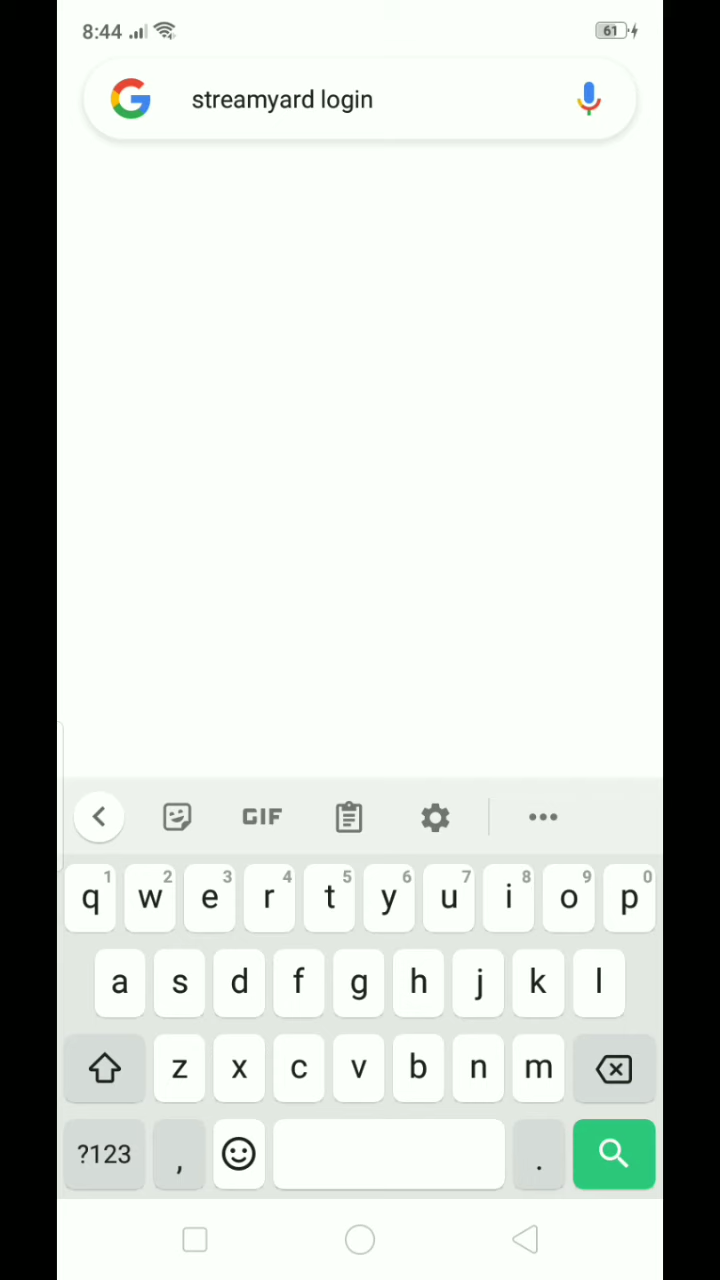 8:44 61
streamyard login
GIF
q1 w2 e3 r4 t5 y6 u7 i8 o9 p0
a s d f g h j k l
z x c v b n m
?123 , .